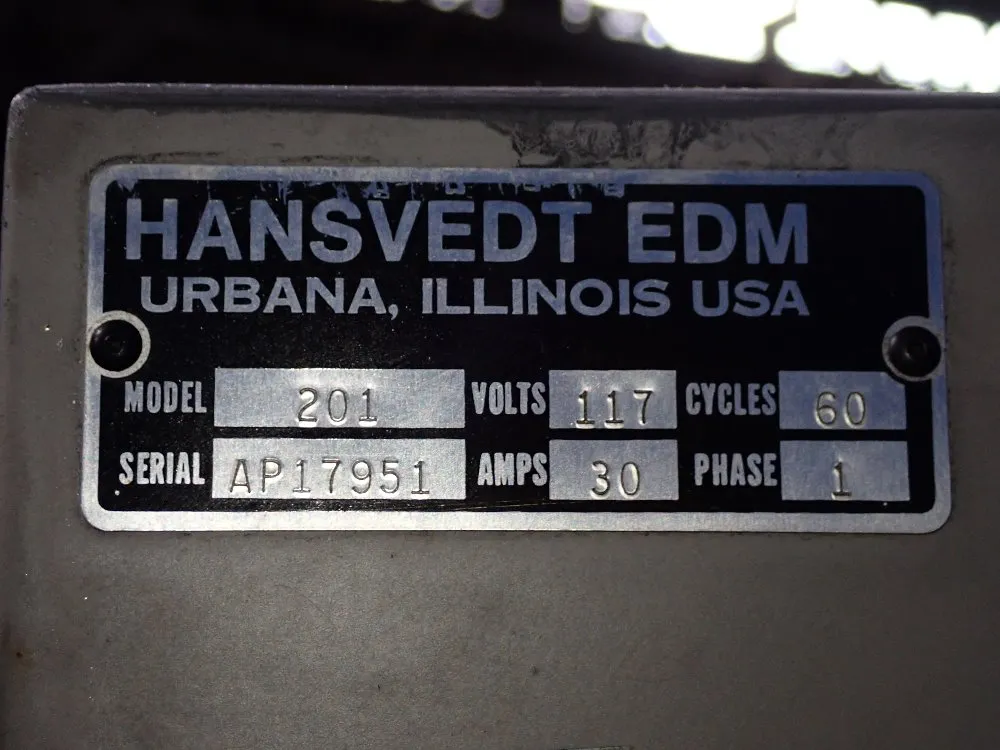 HANSVEDT EDM
URBANA, ILLINOIS USA
MODEL 201 VOLTS 117 CYCLES 60
SERIAL AP17951 AMPS 30 PHASE 1